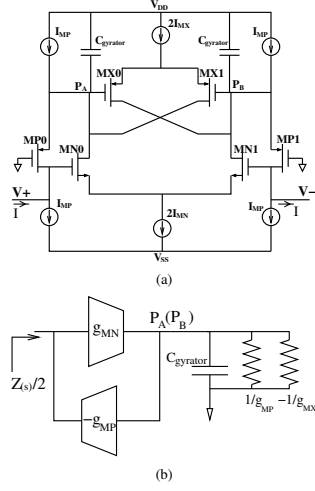 V_DD
I_MP
C_gyrator
2I_MX
C_gyrator
I_MP
P_A
MX0
MX1
P_B
MP0
MN0
MN1
MP1
V+
I
I_MP
2I_MN
I_MP
V−
I
V_SS
(a)
g_MN
P_A(P_B)
Z_(s)/2
−g_MP
C_gyrator
1/g_MP
−1/g_MX
(b)